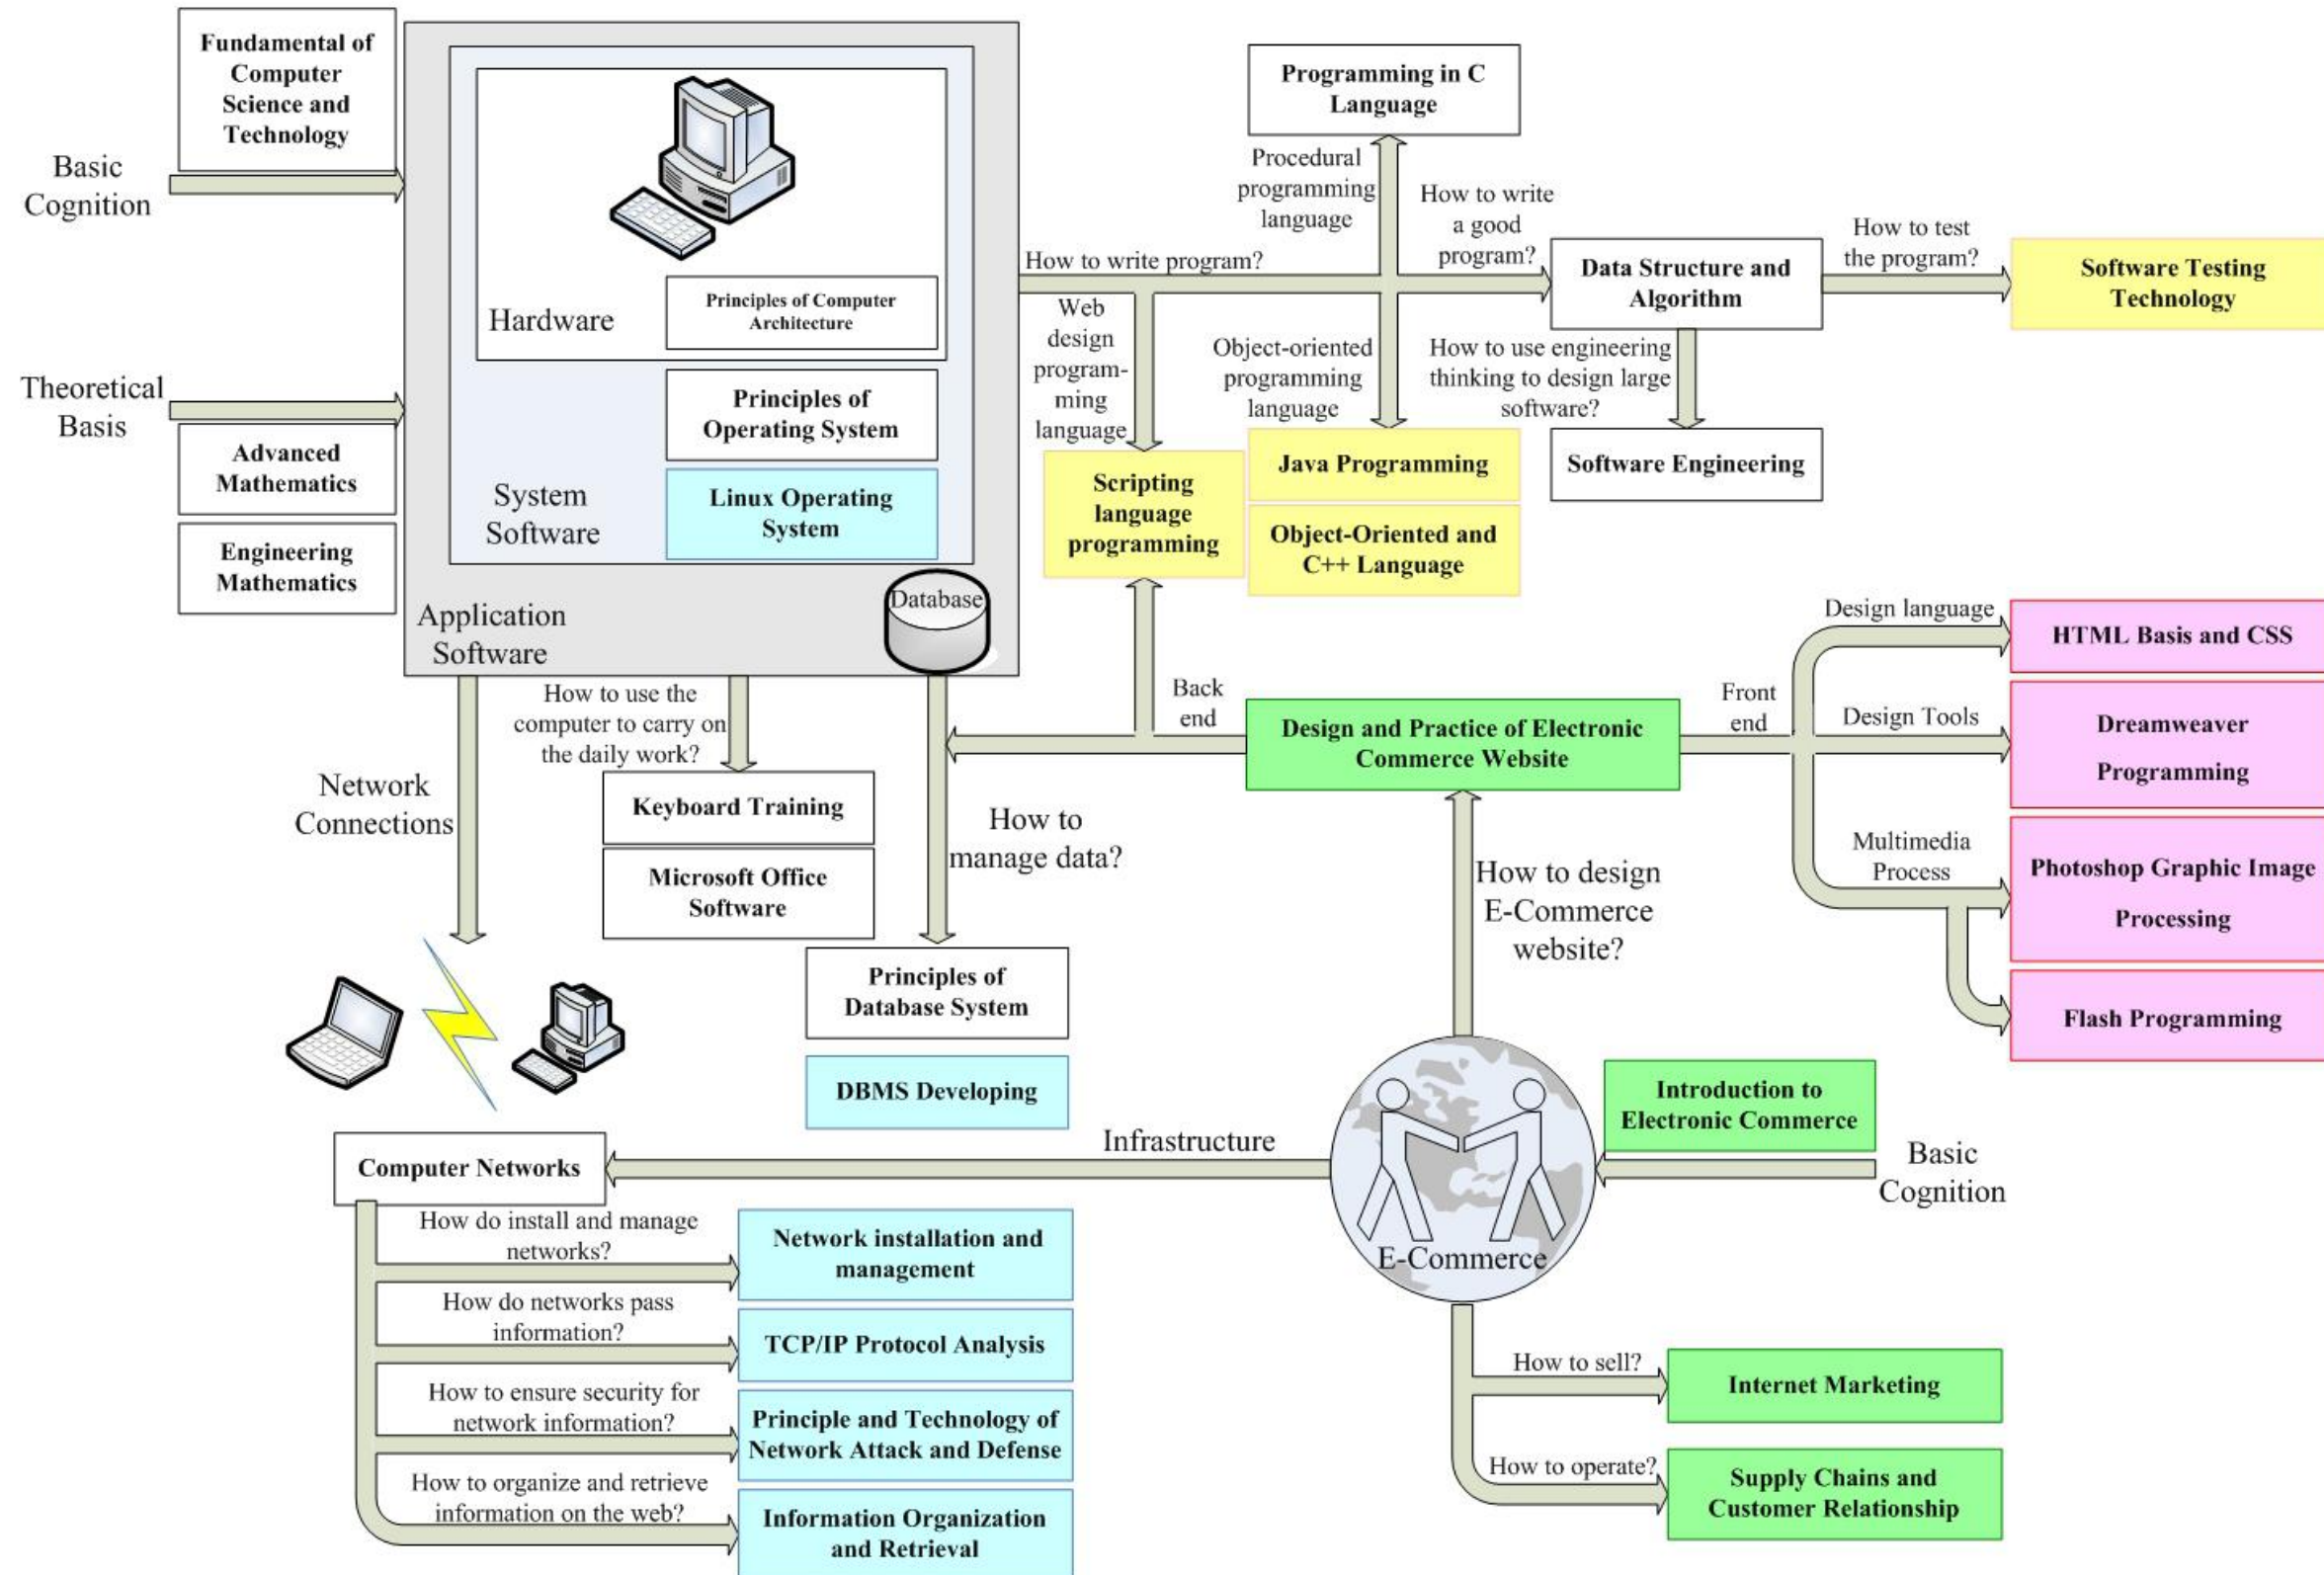 Fundamental of
Computer
Science and
Technology
Basic
Cognition
Theoretical
Basis
Advanced
Mathematics
Engineering
Mathematics
Hardware
Principles of Computer
Architecture
Principles of
Operating System
System
Software
Linux Operating
System
Application
Software
Database
How to write program?
Programming in C
Language
Procedural
programming
language
How to write
a good
program?
Data Structure and
Algorithm
How to test
the program?
Software Testing
Technology
Web
design
program-
ming
language
Object-oriented
programming
language
How to use engineering
thinking to design large
software?
Scripting
language
programming
Java Programming
Object-Oriented and
C++ Language
Software Engineering
Network
Connections
How to use the
computer to carry on
the daily work?
Keyboard Training
Microsoft Office
Software
How to
manage data?
Principles of
Database System
DBMS Developing
Back
end
Design and Practice of Electronic
Commerce Website
Front
end
Design language
HTML Basis and CSS
Design Tools
Dreamweaver
Programming
Multimedia
Process
Photoshop Graphic Image
Processing
Flash Programming
How to design
E-Commerce
website?
Introduction to
Electronic Commerce
Basic
Cognition
E-Commerce
Infrastructure
Computer Networks
How do install and manage
networks?
Network installation and
management
How do networks pass
information?
TCP/IP Protocol Analysis
How to ensure security for
network information?
Principle and Technology of
Network Attack and Defense
How to organize and retrieve
information on the web?
Information Organization
and Retrieval
How to sell?
Internet Marketing
How to operate?
Supply Chains and
Customer Relationship